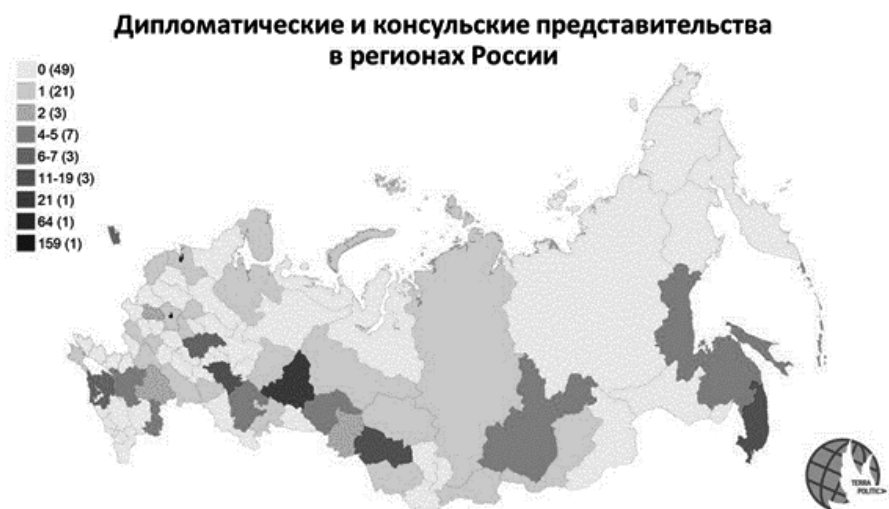 Дипломатические и консульские представительства
в регионах России
0 (49)
1 (21)
2 (3)
4-5 (7)
6-7 (3)
11-19 (3)
21 (1)
64 (1)
159 (1)
TERRA
POLITICA